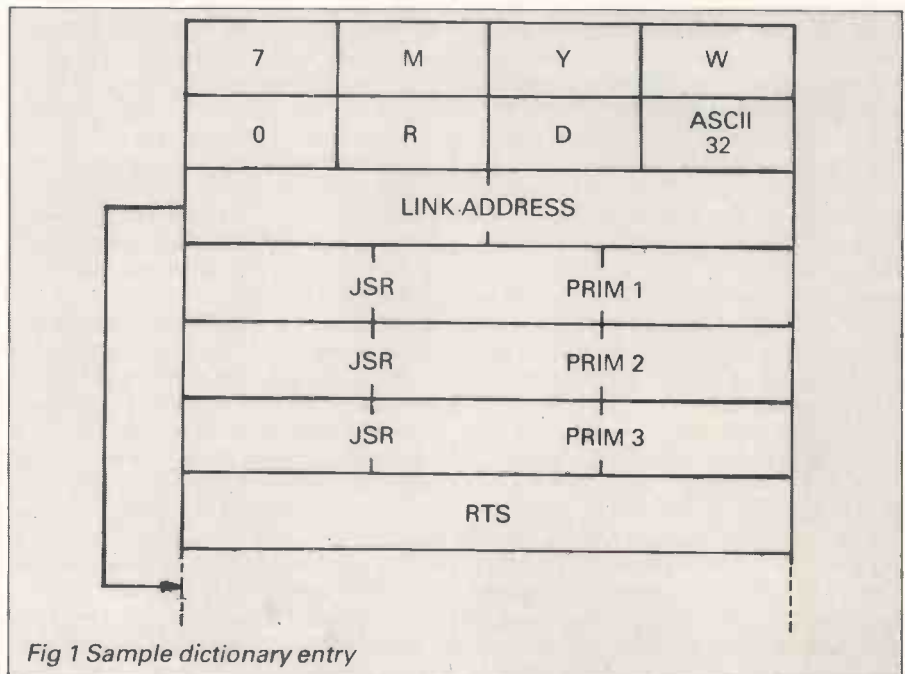 7 M Y W
0 R D ASCII
32
LINK ADDRESS
JSR PRIM 1
JSR PRIM 2
JSR PRIM 3
RTS
Fig 1 Sample dictionary entry